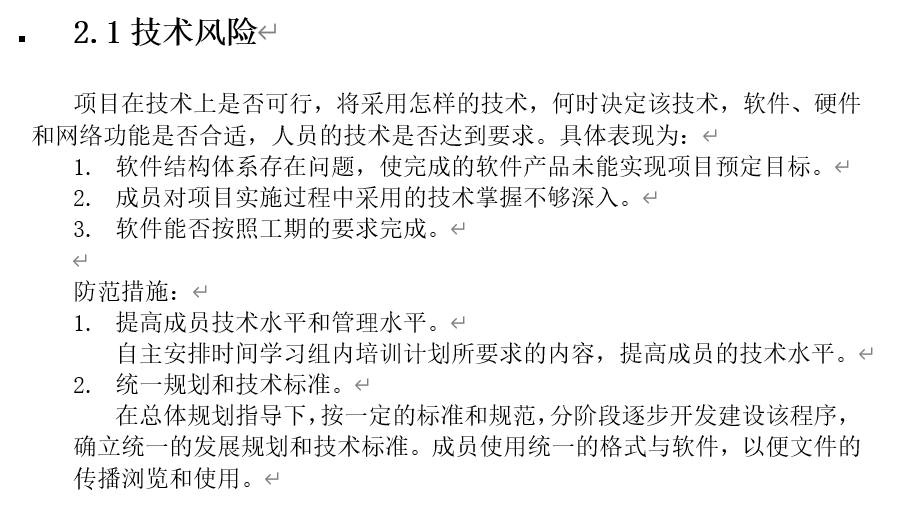 2.1 技术风险
项目在技术上是否可行，将采用怎样的技术，何时决定该技术，软件、硬件
和网络功能是否合适，人员的技术是否达到要求。具体表现为：
1. 软件结构体系存在问题，使完成的软件产品未能实现项目预定目标。
2. 成员对项目实施过程中采用的技术掌握不够深入。
3. 软件能否按照工期的要求完成。
防范措施：
1. 提高成员技术水平和管理水平。
自主安排时间学习组内培训计划所要求的内容，提高成员的技术水平。
2. 统一规划和技术标准。
在总体规划指导下，按一定的标准和规范，分阶段逐步开发建设该程序，
确立统一的发展规划和技术标准。成员使用统一的格式与软件，以便文件的
传播浏览和使用。